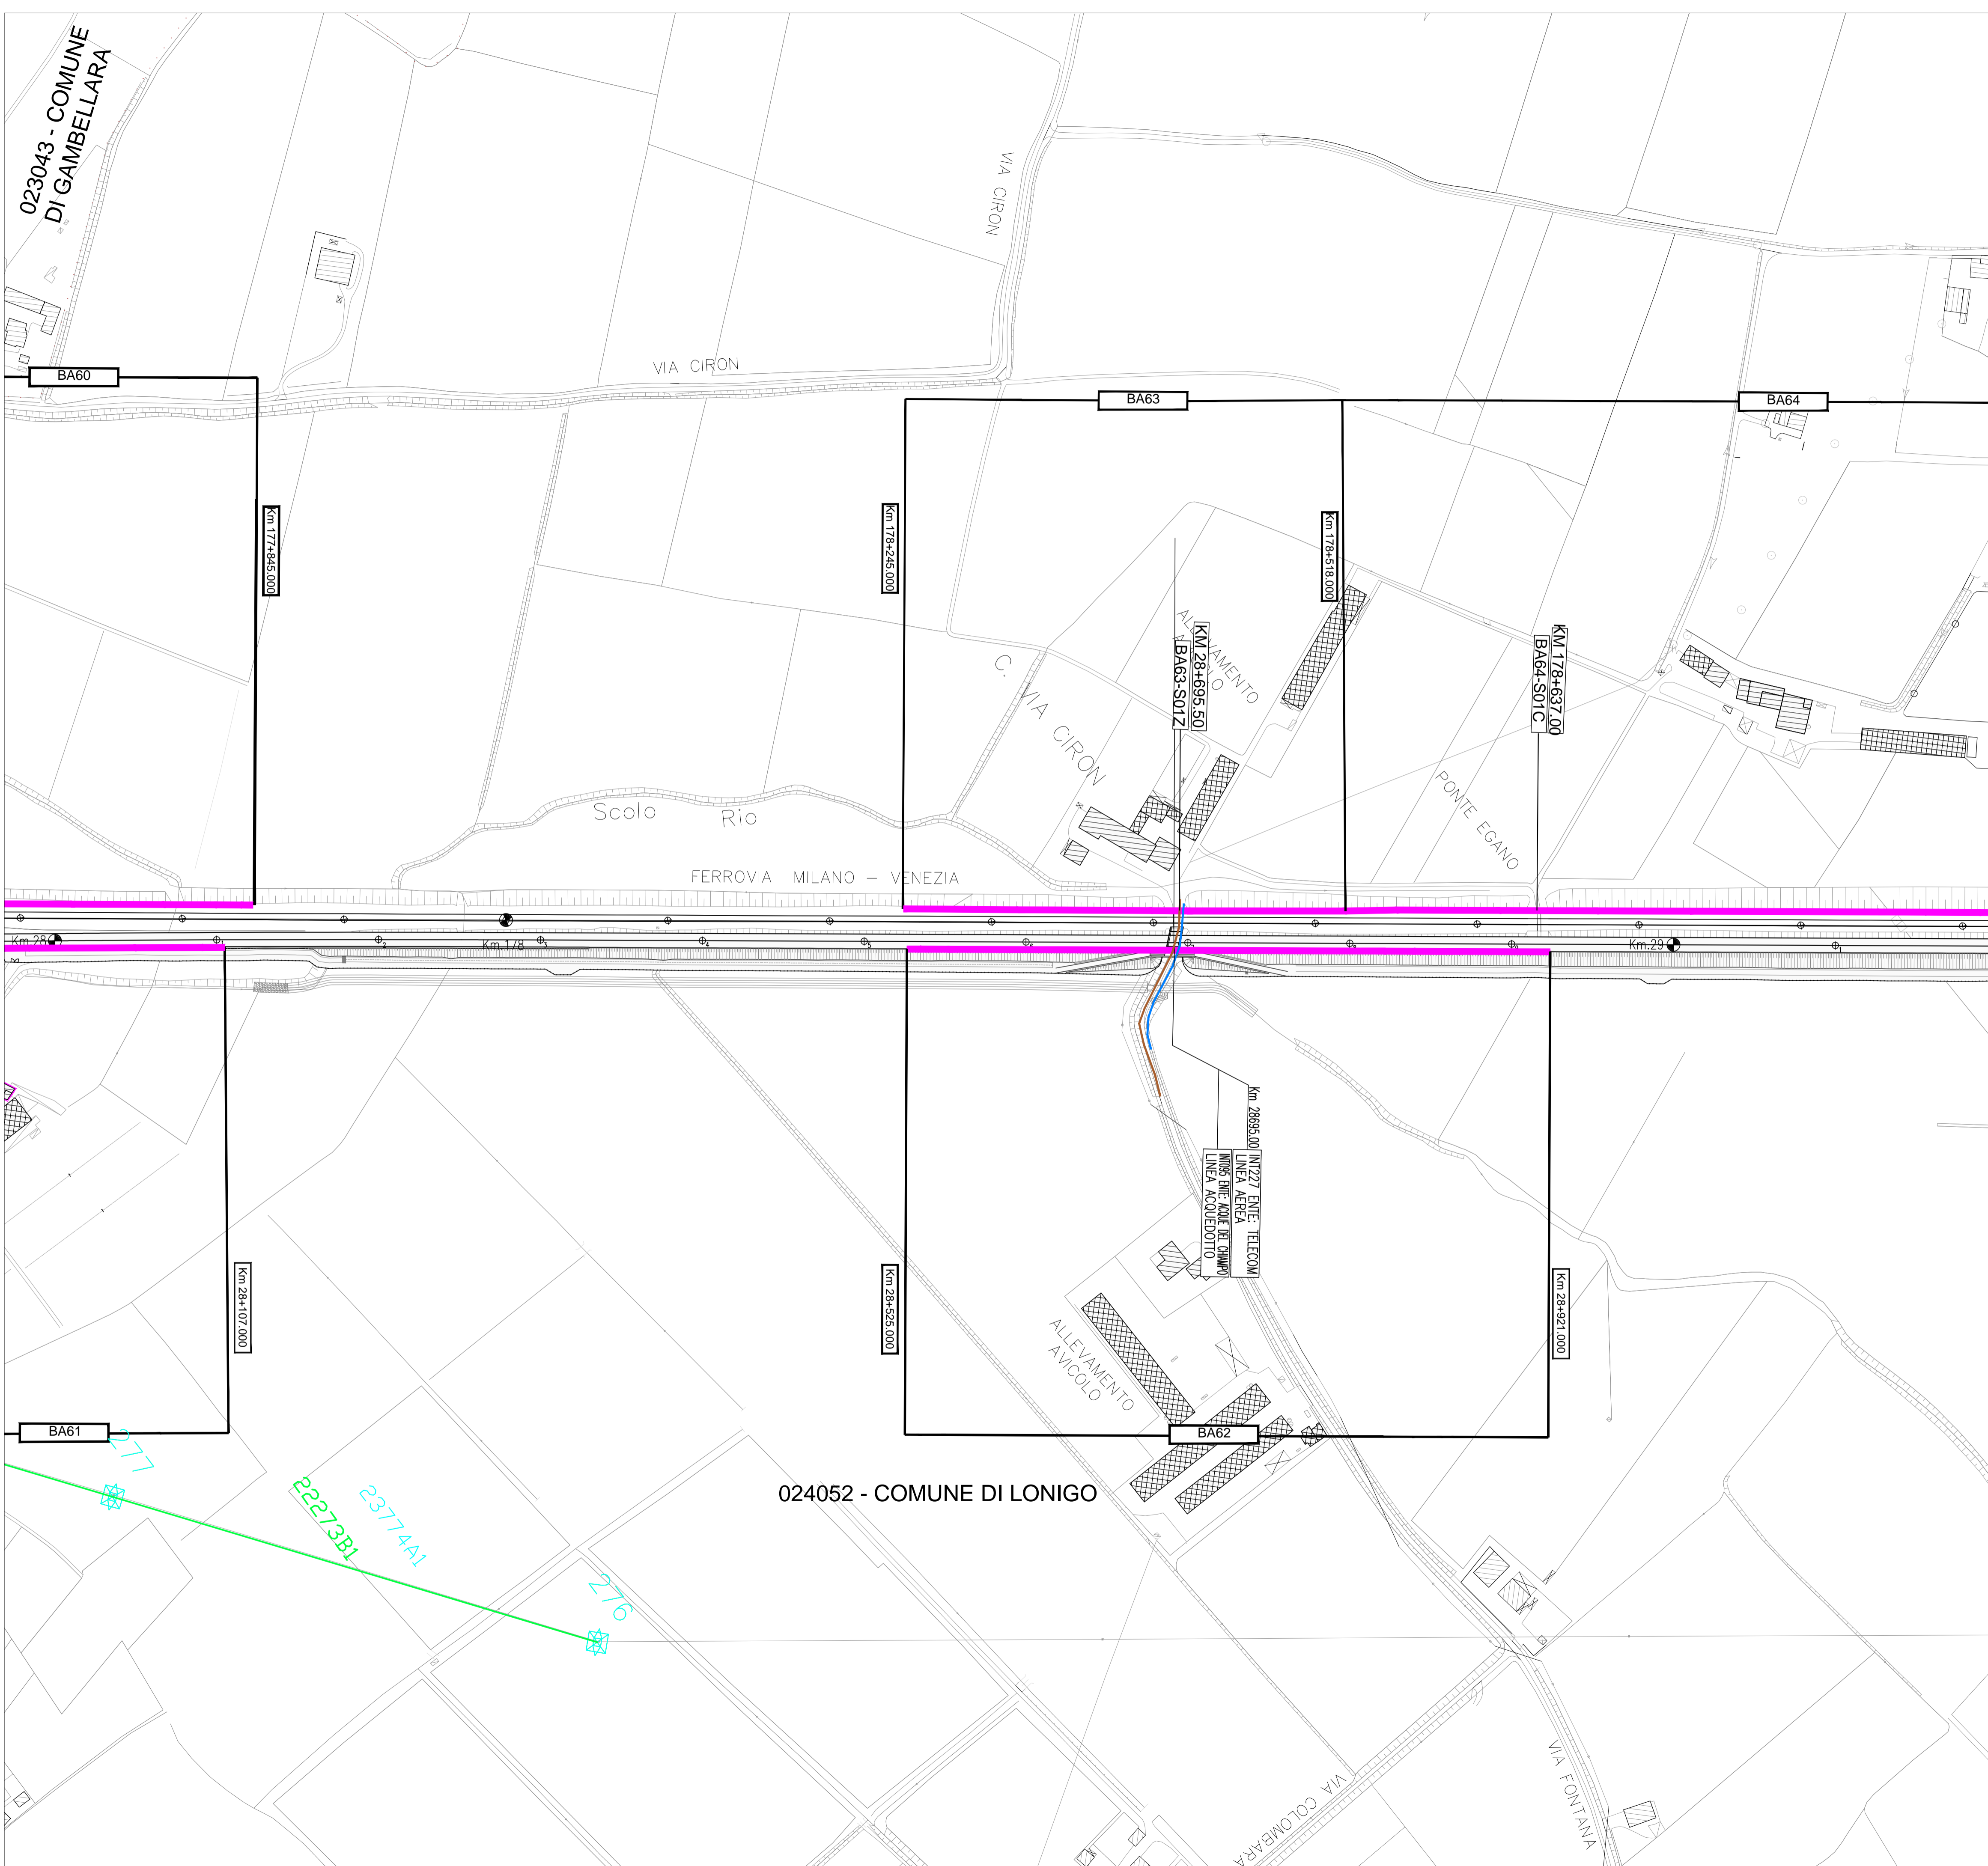 023043 - COMUNE
DI GAMBELLARA
VIA CIRON
VIA CIRON
BA60
BA63
BA64
Km 177+845.000
Km 178+245.000
Km 178+518.000
KM 28+695.50
BA63-S01Z
KM 178+637.00
BA64-S01C
C. VIA CIRON
PONTE EGANO
Scolo Rio
FERROVIA MILANO – VENEZIA
Km 28
Km.178
Km.29
Km 28695.00
INT227 ENTE: TELECOM
LINEA AEREA
INT095 ENTE: ACQUE DEL CHIAMPO
LINEA ACQUEDOTTO
Km 28+107.000
Km 28+525.000
Km 28+921.000
ALLEVAMENTO
AVICOLO
BA61
BA62
277
22273B1
23774A1
276
024052 - COMUNE DI LONIGO
VIA COLOMBARA
VIA FONTANA